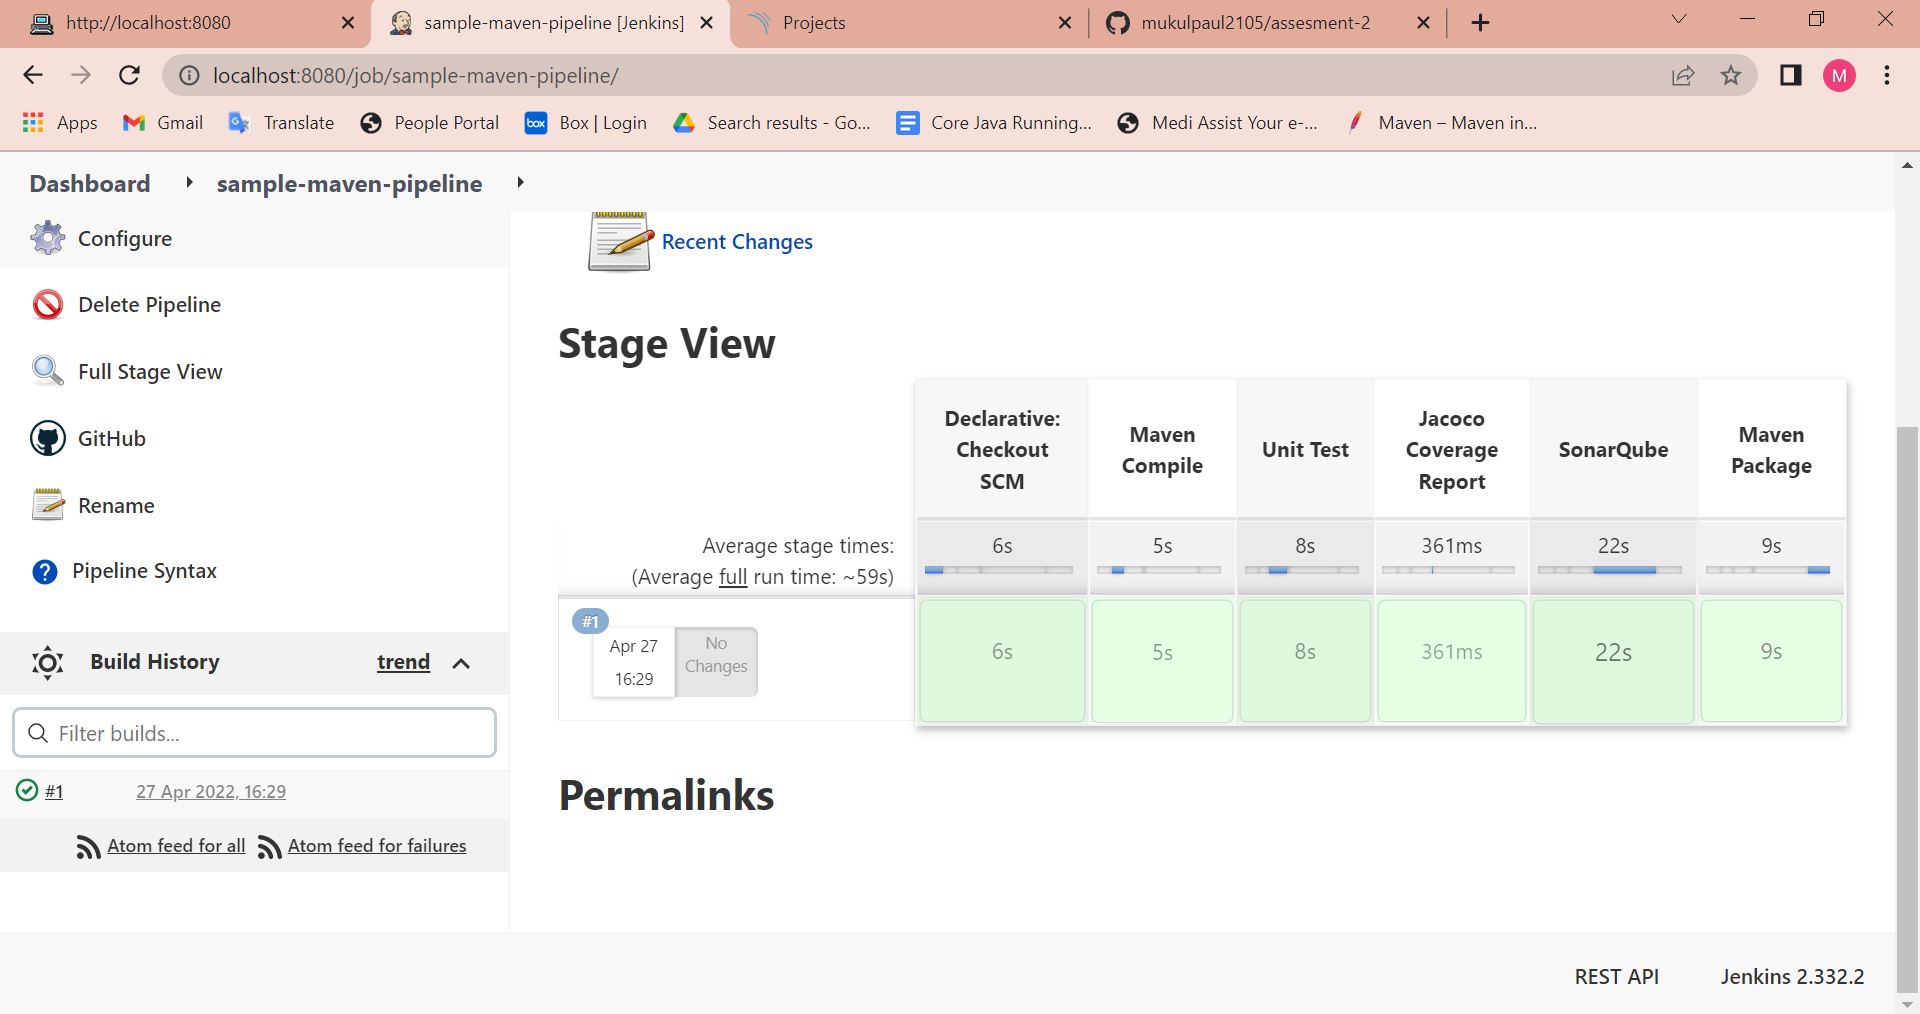 http://localhost:8080
sample-maven-pipeline [Jenkins]
Projects
mukulpaul2105/assesment-2
localhost:8080/job/sample-maven-pipeline/
M
Apps
Gmail
Translate
People Portal
box
Box | Login
Search results - Go...
Core Java Running...
Medi Assist Your e-...
Maven – Maven in...
Dashboard
sample-maven-pipeline
Configure
Delete Pipeline
Full Stage View
GitHub
Rename
Pipeline Syntax
Build History
trend
Filter builds...
#1
27 Apr 2022, 16:29
Atom feed for all
Atom feed for failures
Recent Changes
Stage View
Declarative:
Checkout
SCM
Maven
Compile
Unit Test
Jacoco
Coverage
Report
SonarQube
Maven
Package
Average stage times:
(Average full run time: ~59s)
6s
5s
8s
361ms
22s
9s
#1
Apr 27
16:29
No
Changes
6s
5s
8s
361ms
22s
9s
Permalinks
REST API
Jenkins 2.332.2